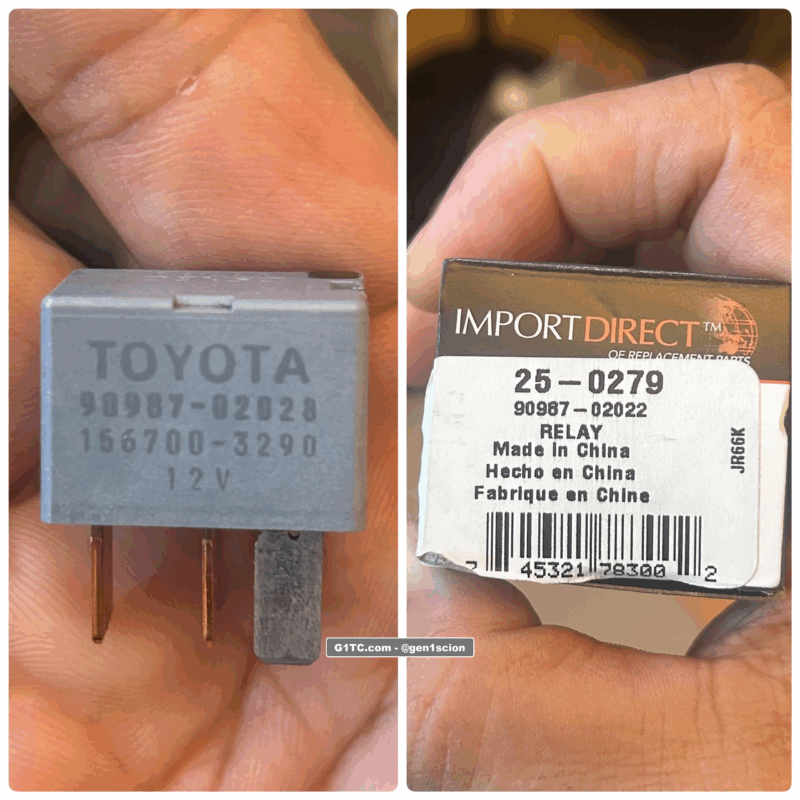 TOYOTA
90987-02028
156700-3290
12V
IMPORT DIRECT™
OF REPLACEMENT PARTS
25-0279
90987-02022
RELAY
Made in China
Hecho en China
Fabrique en Chine
JR66K
7 45321 78300 2
G1TC.com - @gen1scion